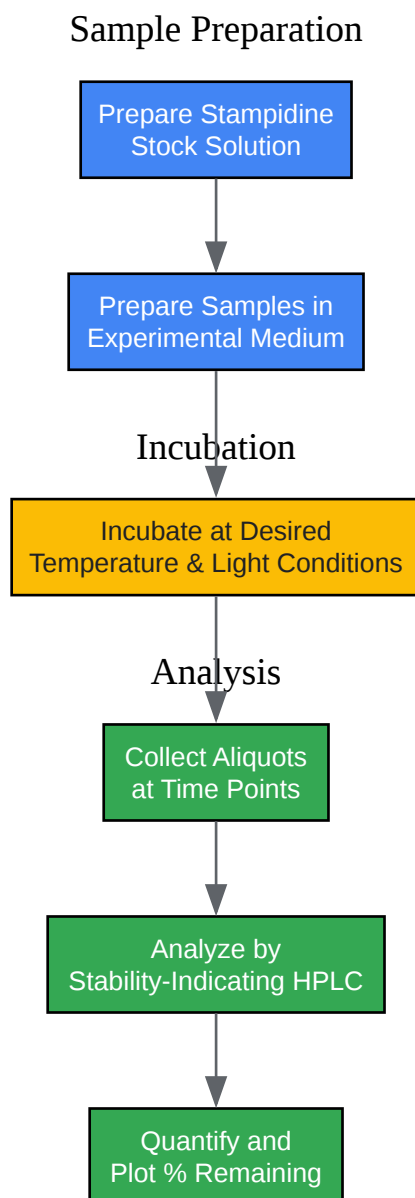 Sample Preparation
Prepare Stampidine
Stock Solution
Prepare Samples in
Experimental Medium
Incubation
Incubate at Desired
Temperature & Light Conditions
Analysis
Collect Aliquots
at Time Points
Analyze by
Stability-Indicating HPLC
Quantify and
Plot % Remaining